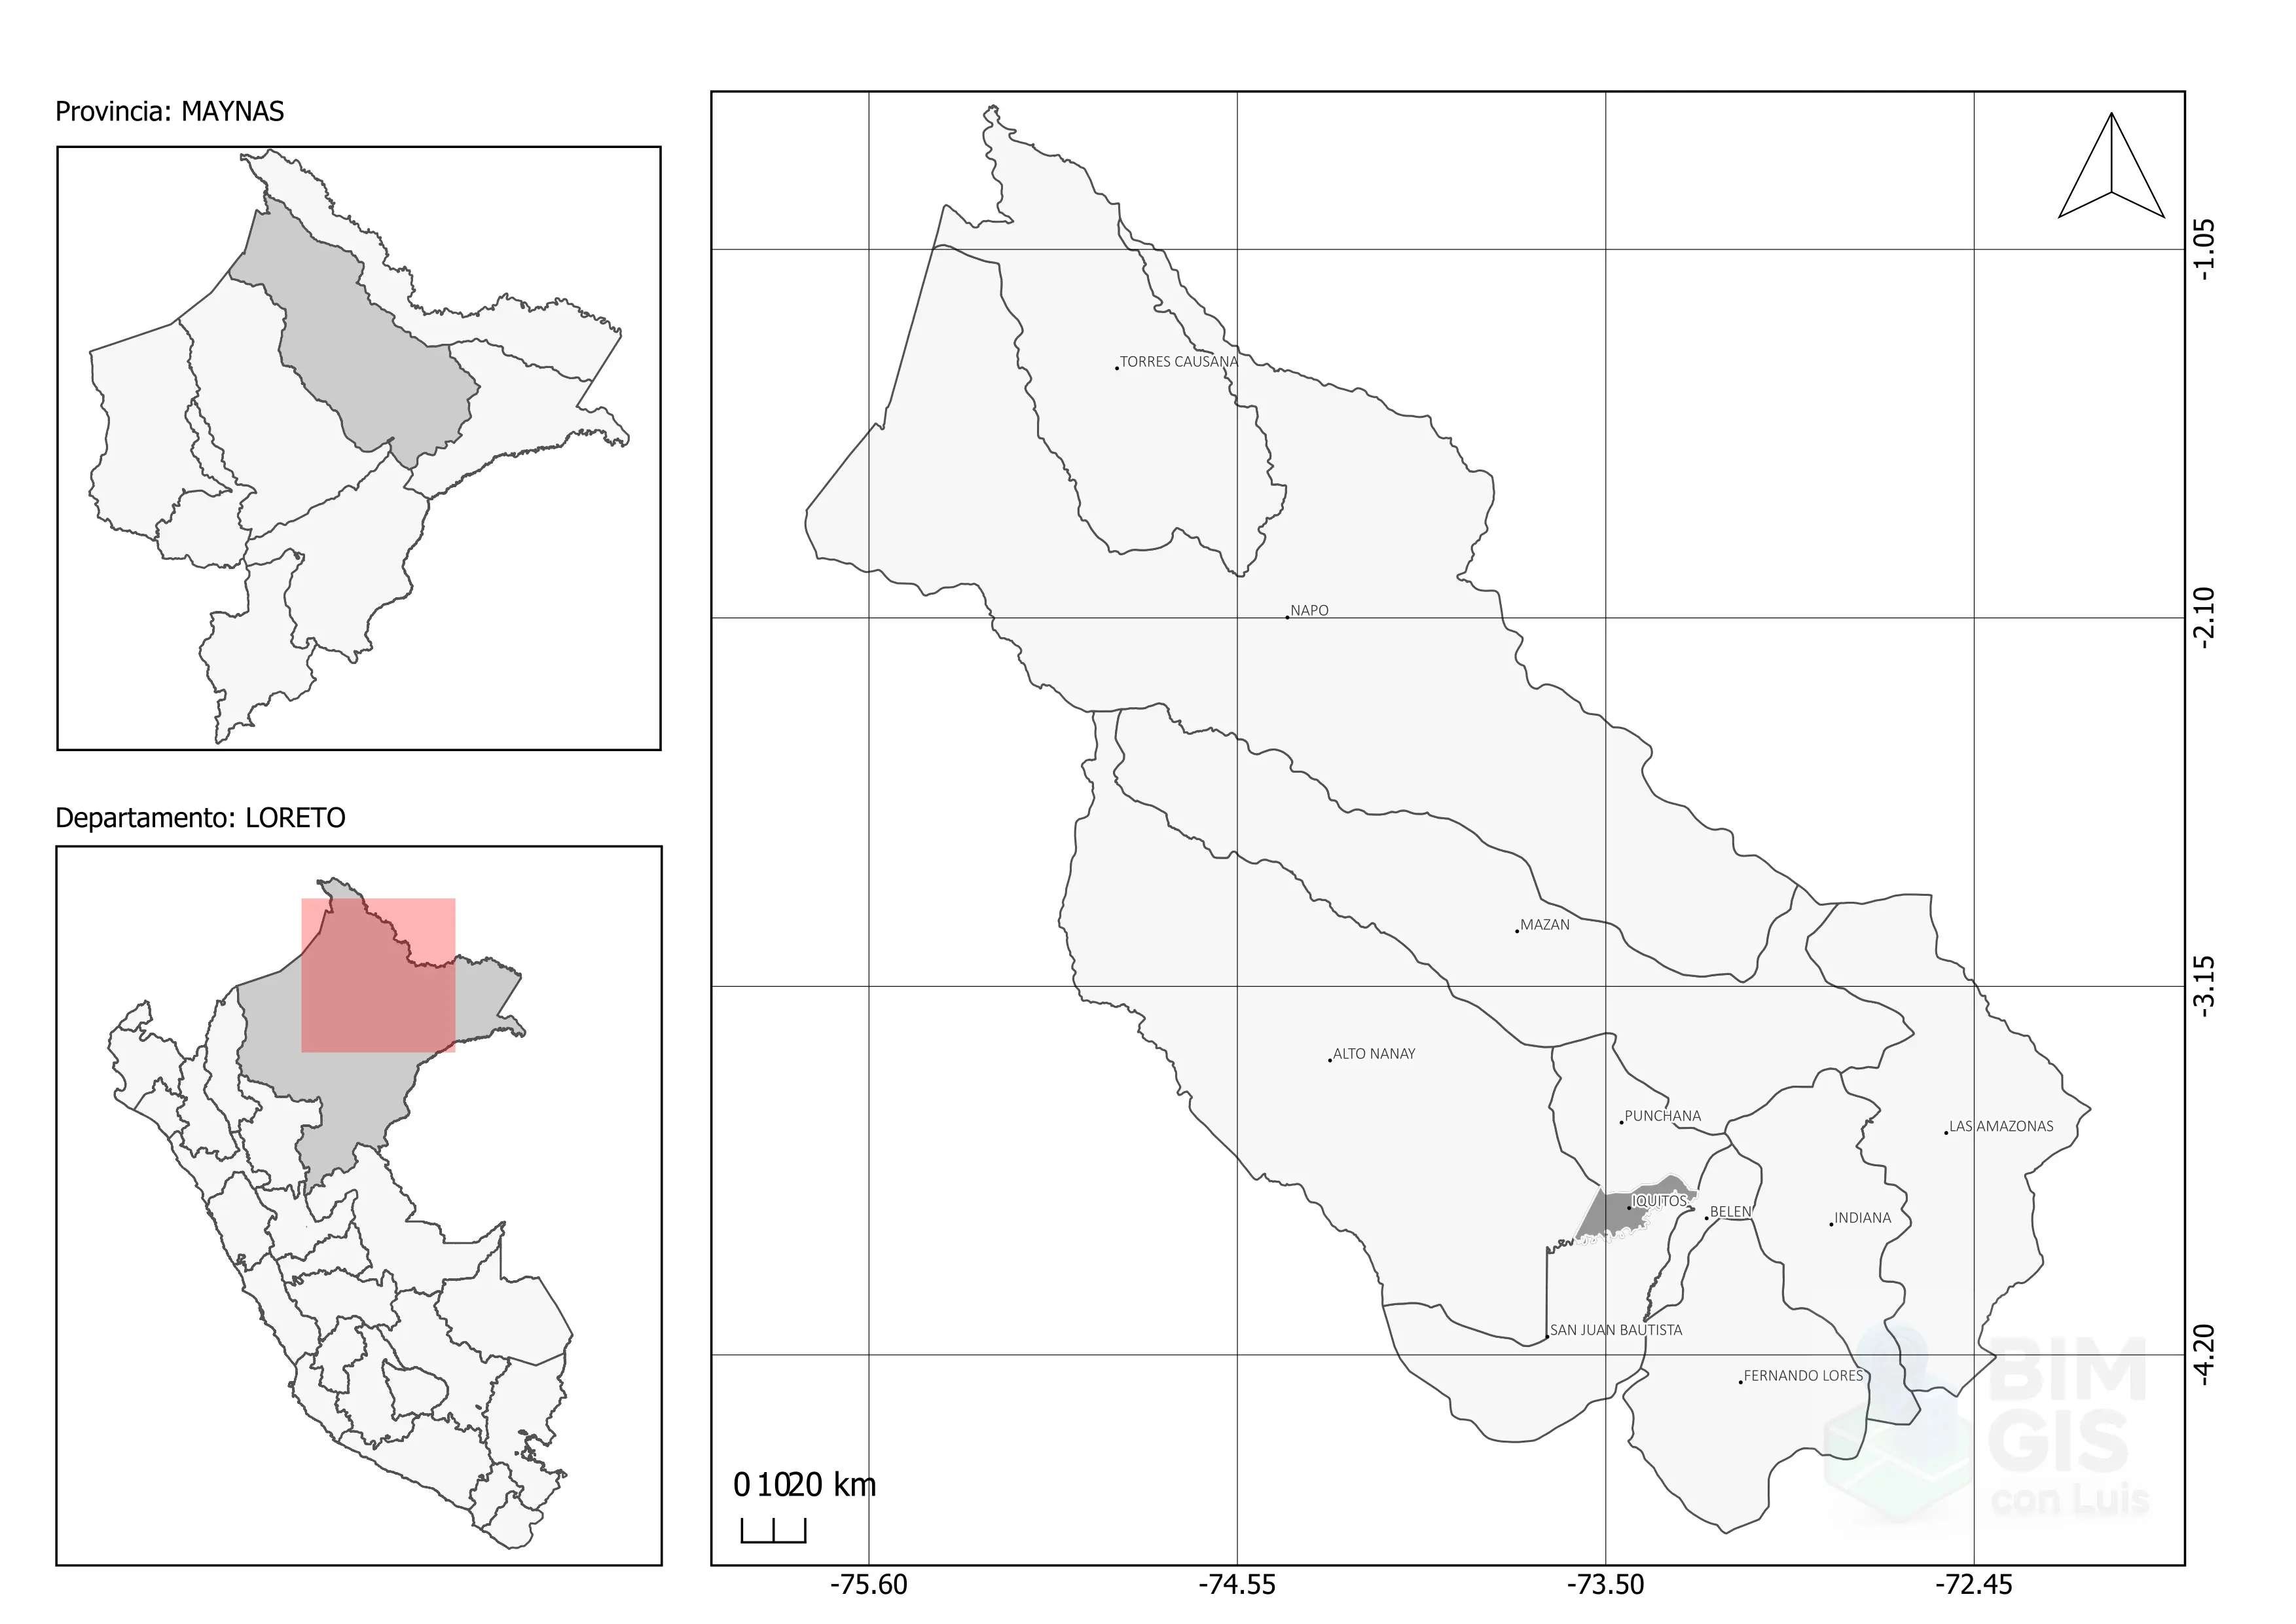 Provincia: MAYNAS
Departamento: LORETO
TORRES CAUSANA
NAPO
MAZAN
ALTO NANAY
PUNCHANA
LAS AMAZONAS
IQUITOS
BELEN
INDIANA
SAN JUAN BAUTISTA
FERNANDO LORES
-1.05
-2.10
-3.15
-4.20
0 10 20 km
-75.60
-74.55
-73.50
-72.45
BIM
GIS
con Luis